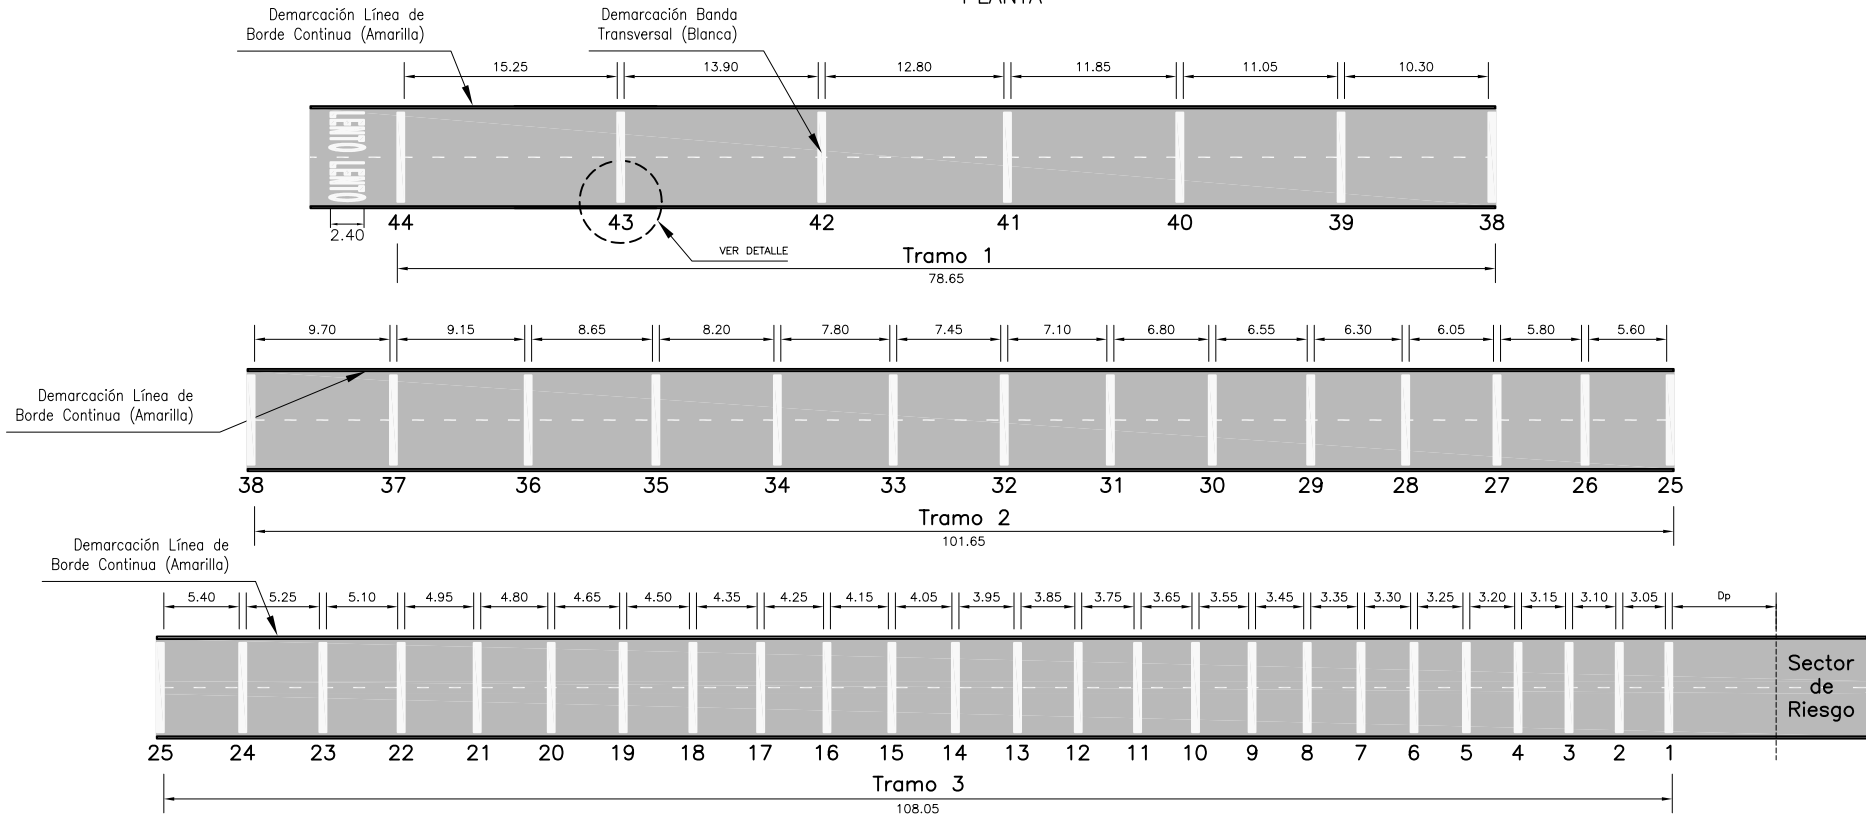 PLANTA
Demarcación Línea de
Borde Continua (Amarilla)
Demarcación Banda
Transversal (Blanca)
15.25 13.90 12.80 11.85 11.05 10.30
LENTO LENTO
2.40
44 43 42 41 40 39 38
VER DETALLE
Tramo 1
78.65
9.70 9.15 8.65 8.20 7.80 7.45 7.10 6.80 6.55 6.30 6.05 5.80 5.60
Demarcación Línea de
Borde Continua (Amarilla)
38 37 36 35 34 33 32 31 30 29 28 27 26 25
Tramo 2
101.65
Demarcación Línea de
Borde Continua (Amarilla)
5.40 5.25 5.10 4.95 4.80 4.65 4.50 4.35 4.25 4.15 4.05 3.95 3.85 3.75 3.65 3.55 3.45 3.35 3.30 3.25 3.20 3.15 3.10 3.05 Dp
Sector
de
Riesgo
25 24 23 22 21 20 19 18 17 16 15 14 13 12 11 10 9 8 7 6 5 4 3 2 1
Tramo 3
108.05